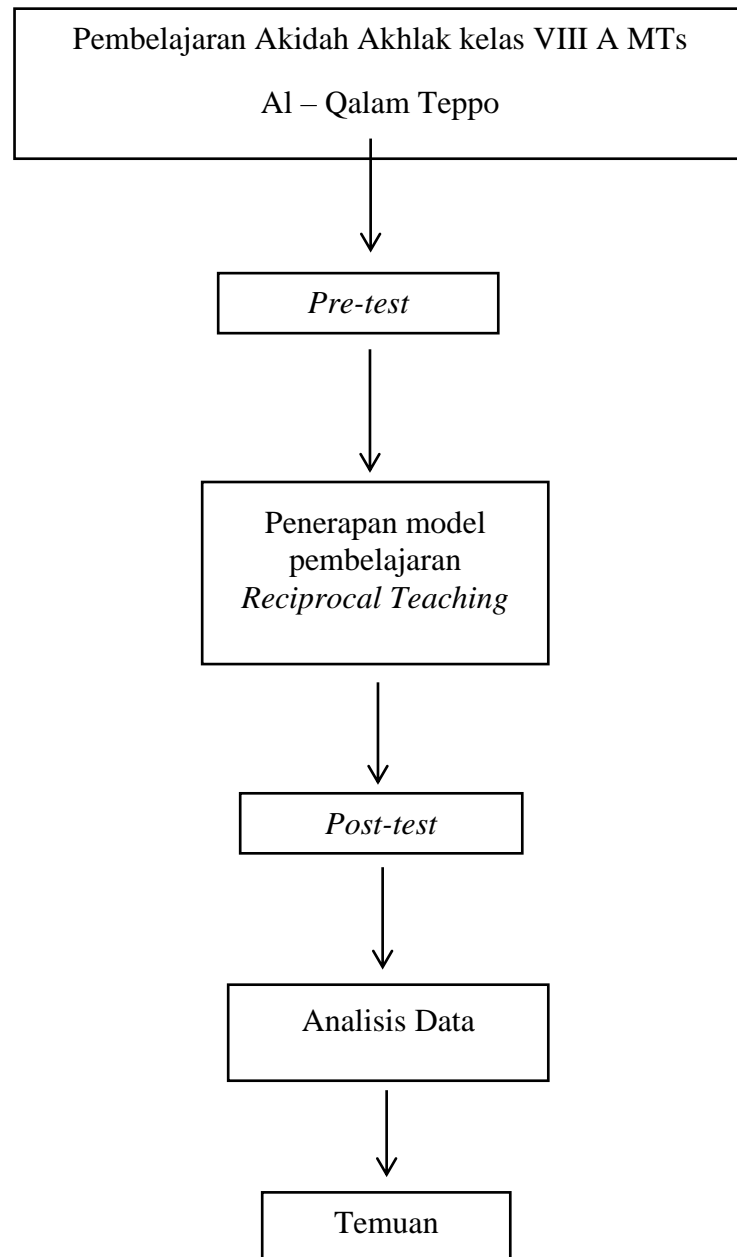 Pembelajaran Akidah Akhlak kelas VIII A MTs
Al – Qalam Teppo
Pre-test
Penerapan model
pembelajaran
Reciprocal Teaching
Post-test
Analisis Data
Temuan